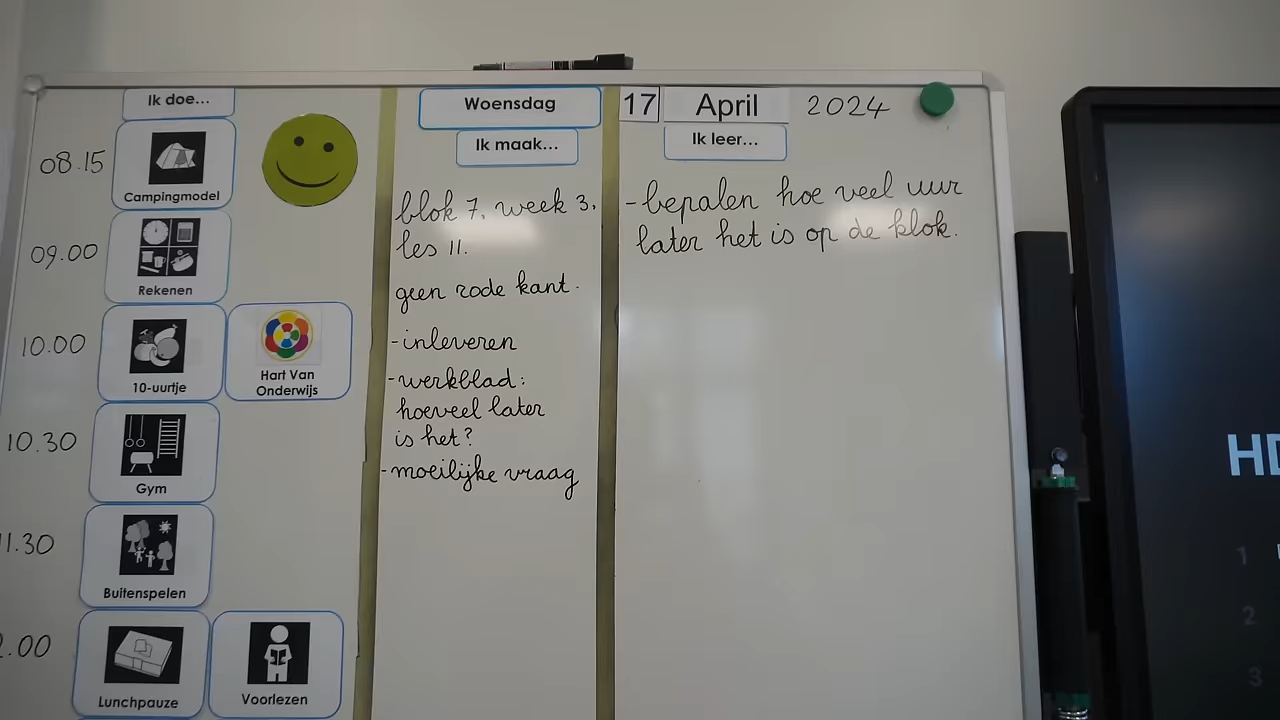 Ik doe...
08.15
Campingmodel
09.00
Rekenen
10.00
10-uurtje
Hart Van
Onderwijs
10.30
Gym
11.30
Buitenspelen
2.00
Lunchpauze
Voorlezen
Woensdag
Ik maak...
blok 7, week 3,
les 11.
geen rode kant.
-inleveren
-werkblad:
hoeveel later
is het?
-moeilijke vraag
17 April 2024
Ik leer...
-bepalen hoe veel uur
later het is op de klok.
HD
1
2
3